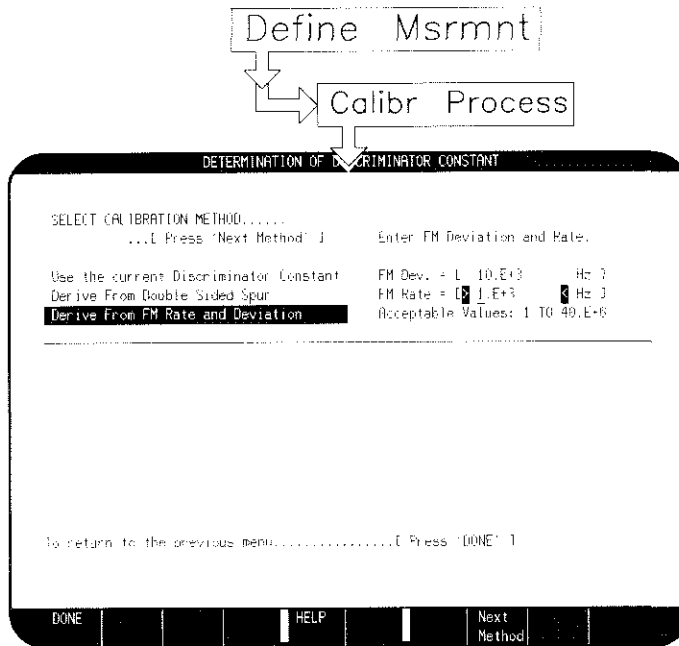 Define Msrmnt
Calibr Process
DETERMINATION OF DISCRIMINATOR CONSTANT
SELECT CALIBRATION METHOD......
...[ Press 'Next Method' ]
Enter FM Deviation and Rate.
Use the current Discriminator Constant
FM Dev. = [ 10.E+3 Hz ]
Derive From Double Sided Spur
FM Rate = [> 1.E+3 < Hz ]
Derive From FM Rate and Deviation
Acceptable Values: 1 TO 40.E+6
To return to the previous menu................[ Press 'DONE' ]
DONE HELP Next
Method